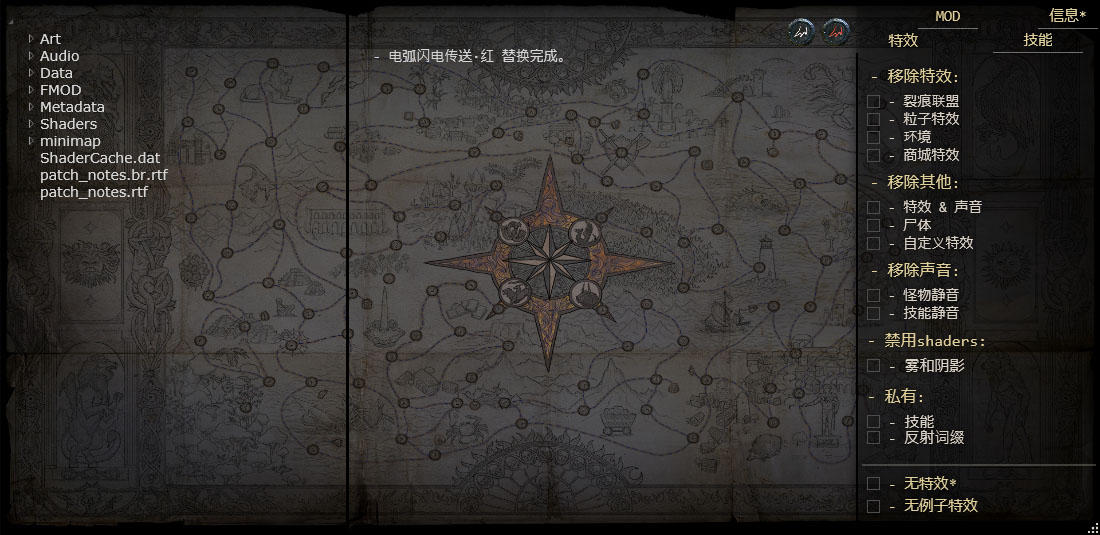 Art
Audio
Data
FMOD
Metadata
Shaders
minimap
ShaderCache.dat
patch_notes.br.rtf
patch_notes.rtf
- 电弧闪电传送·红 替换完成。
MOD
信息*
特效
技能
- 移除特效:
- 裂痕联盟
- 粒子特效
- 环境
- 商城特效
- 移除其他:
- 特效 & 声音
- 尸体
- 自定义特效
- 移除声音:
- 怪物静音
- 技能静音
- 禁用shaders:
- 雾和阴影
- 私有:
- 技能
- 反射词缀
- 无特效*
- 无例子特效